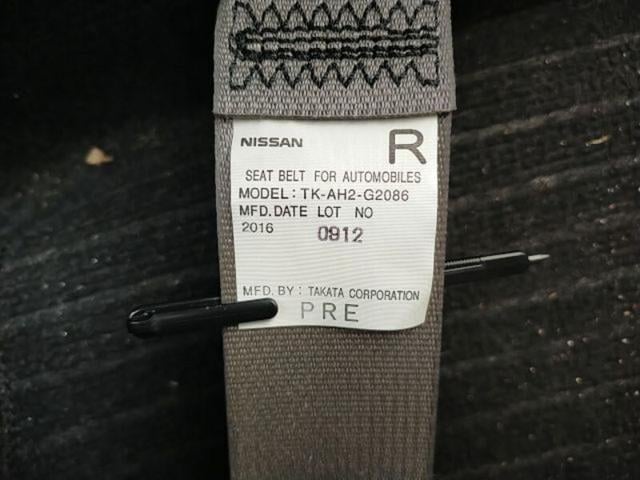 NISSAN R
SEAT BELT FOR AUTOMOBILES
MODEL: TK-AH2-G2086
MFD.DATE LOT NO
2016 0912
MFD. BY: TAKATA CORPORATION
PRE